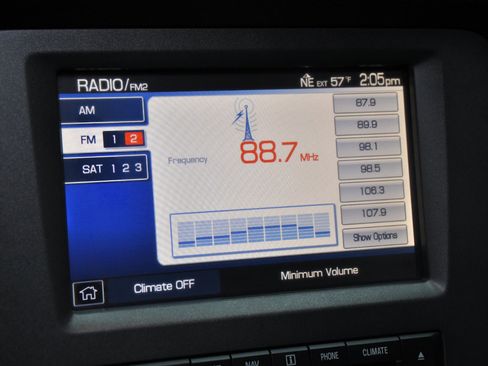 RADIO/FM2
NE EXT 57°F 2:05pm
AM
FM 1 2
SAT 1 2 3
Frequency 88.7 MHz
87.9
89.9
98.1
98.5
106.3
107.9
Show Options
Climate OFF
Minimum Volume
NAV
i
PHONE
CLIMATE